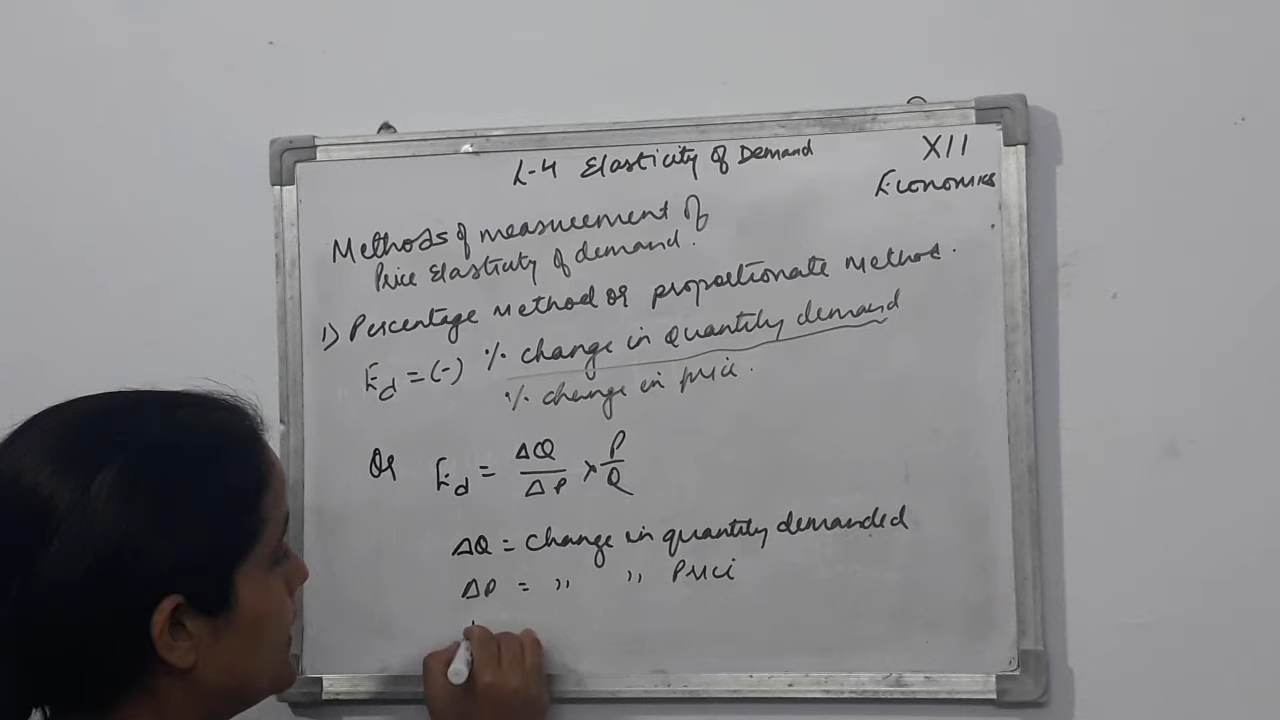 L-4 Elasticity of Demand
XII
Economics
Methods of measurement of
Price Elasticity of demand.
1) Percentage Method or proportionate Method.
Ed = (-) % change in Quantity demand
% change in price.
Or Ed = ΔQ/ΔP × P/Q
ΔQ = change in quantity demanded
ΔP = ,, ,, Price